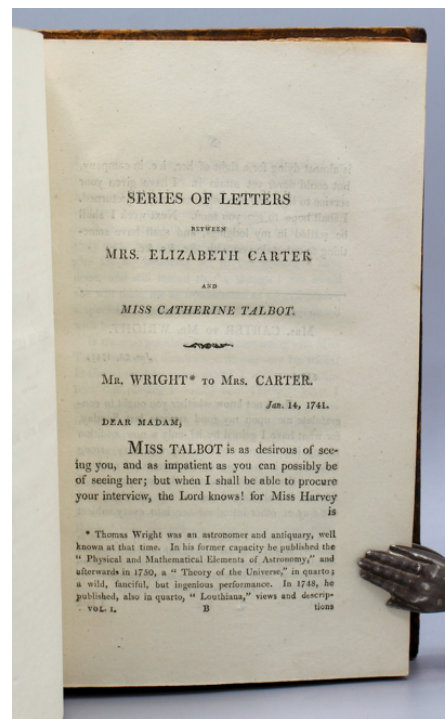 SERIES OF LETTERS
BETWEEN
MRS. ELIZABETH CARTER
AND
MISS CATHERINE TALBOT.
Mr. WRIGHT* to Mrs. CARTER.
Jan. 14, 1741.
DEAR MADAM,
MISS TALBOT is as desirous of see-
ing you, and as impatient as you can possibly be
of seeing her; but when I shall be able to procure
your interview, the Lord knows! for Miss Harvey
is
* Thomas Wright was an astronomer and antiquary, well
known at that time. In his former capacity he published the
“ Physical and Mathematical Elements of Astronomy,” and
afterwards in 1750, a “ Theory of the Universe,” in quarto;
a wild, fanciful, but ingenious performance. In 1748, he
published, also in quarto, “ Louthiana,” views and descrip-
VOL. I. B tions